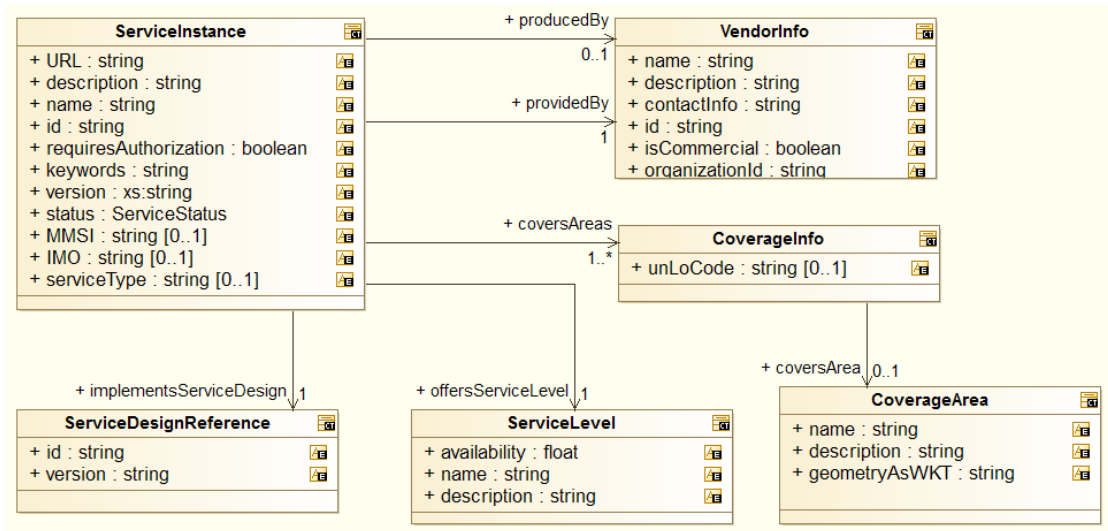 ServiceInstance
+ URL : string
+ description : string
+ name : string
+ id : string
+ requiresAuthorization : boolean
+ keywords : string
+ version : xs:string
+ status : ServiceStatus
+ MMSI : string [0..1]
+ IMO : string [0..1]
+ serviceType : string [0..1]
+ producedBy
0..1
+ providedBy
1
VendorInfo
+ name : string
+ description : string
+ contactInfo : string
+ id : string
+ isCommercial : boolean
+ organizationId : string
+ coversAreas
1..*
CoverageInfo
+ unLoCode : string [0..1]
+ implementsServiceDesign
1
+ offersServiceLevel
1
+ coversArea
0..1
ServiceDesignReference
+ id : string
+ version : string
ServiceLevel
+ availability : float
+ name : string
+ description : string
CoverageArea
+ name : string
+ description : string
+ geometryAsWKT : string